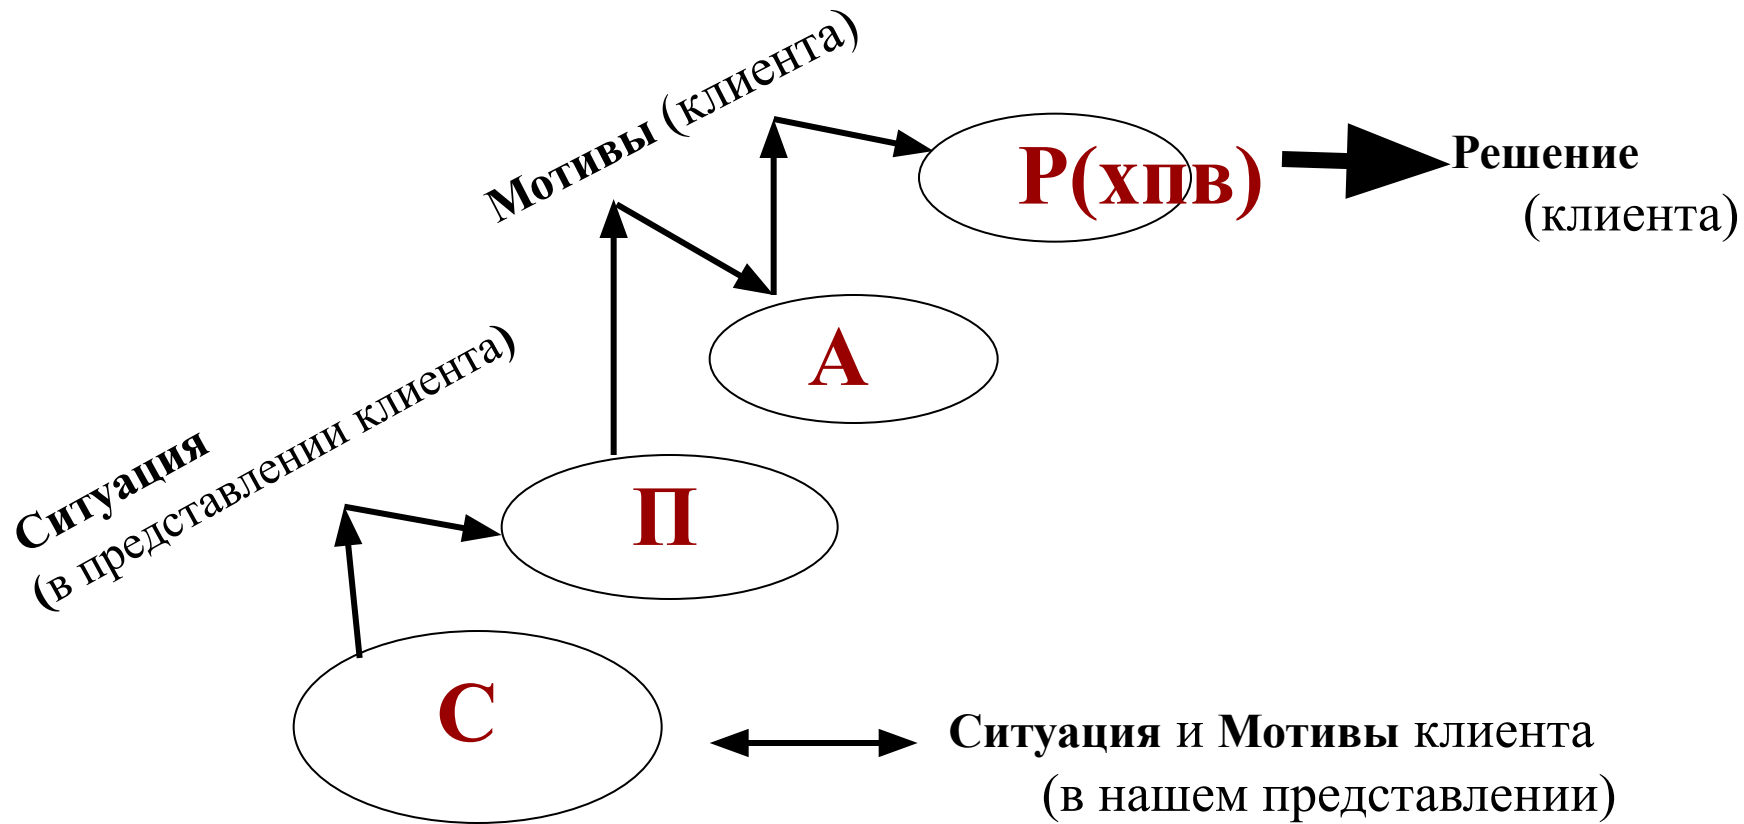 Мотивы (клиента)
Р(хпв)
Решение
(клиента)
А
Ситуация
(в представлении клиента)
П
С
Ситуация и Мотивы клиента
(в нашем представлении)